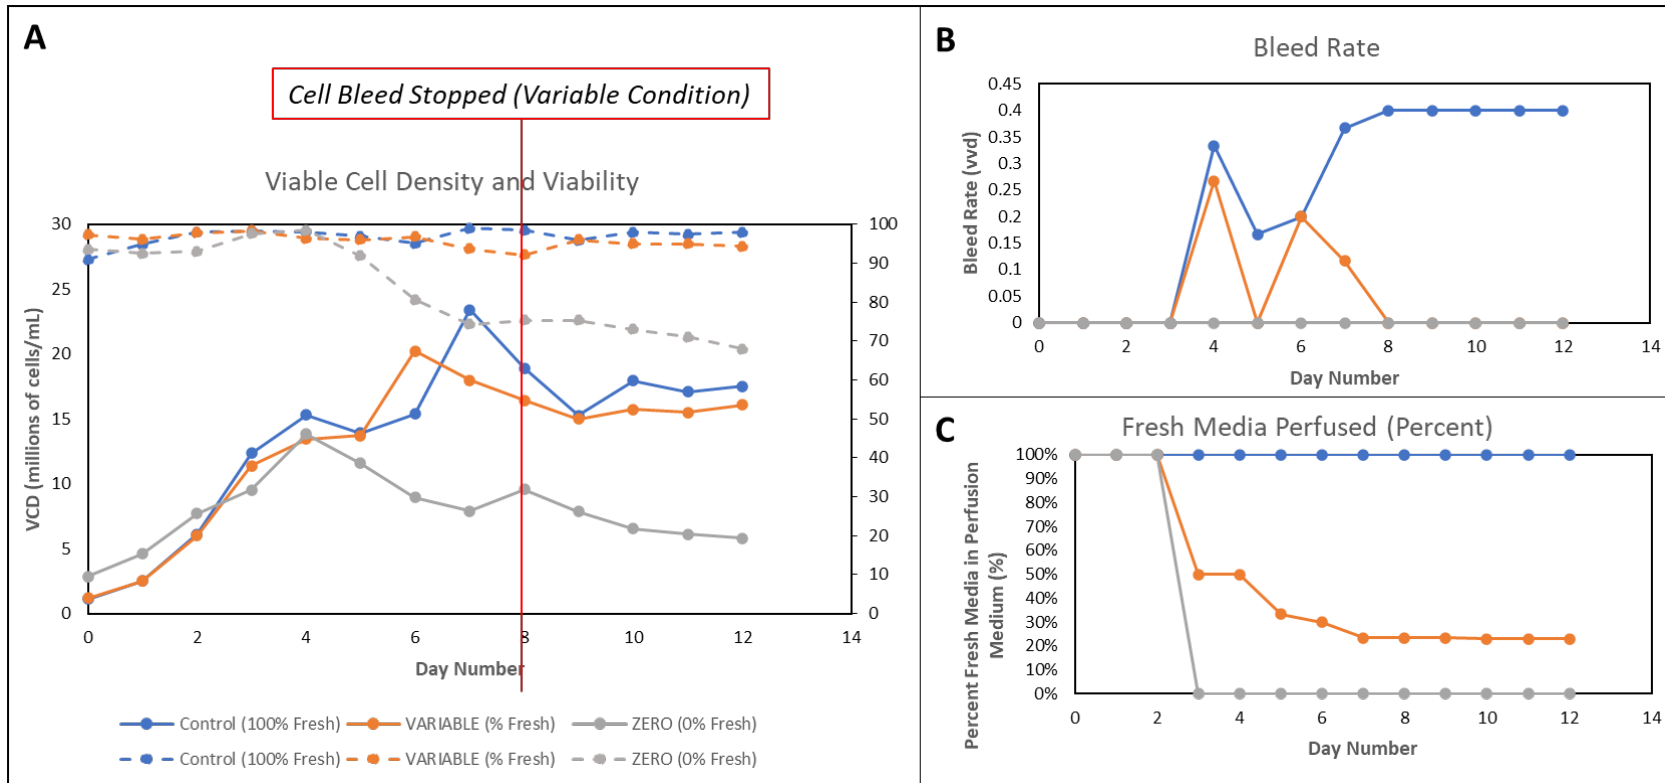 A
Cell Bleed Stopped (Variable Condition)
Viable Cell Density and Viability
30
25
20
15
10
5
0
100
90
80
70
60
50
40
30
20
10
0
VCD (millions of cells/mL)
0 2 4 6 8 10 12 14
Day Number
Control (100% Fresh) VARIABLE (% Fresh) ZERO (0% Fresh)
Control (100% Fresh) VARIABLE (% Fresh) ZERO (0% Fresh)
B
Bleed Rate
0.45
0.4
0.35
0.3
0.25
0.2
0.15
0.1
0.05
0
Bleed Rate (vvd)
0 2 4 6 8 10 12 14
Day Number
C
Fresh Media Perfused (Percent)
100%
90%
80%
70%
60%
50%
40%
30%
20%
10%
0%
Percent Fresh Media in Perfusion
Medium (%)
0 2 4 6 8 10 12 14
Day Number